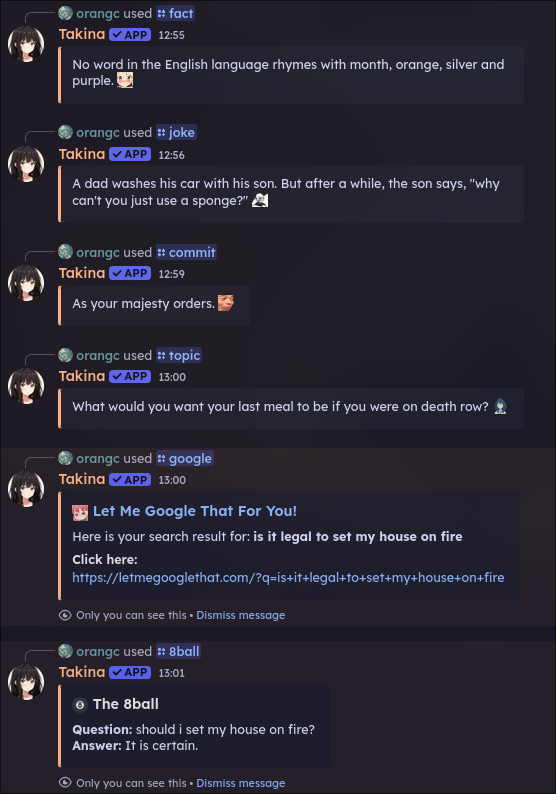 orangc used fact
Takina ✓ APP 12:55
No word in the English language rhymes with month, orange, silver and
purple.
orangc used joke
Takina ✓ APP 12:56
A dad washes his car with his son. But after a while, the son says, "why
can't you just use a sponge?"
orangc used commit
Takina ✓ APP 12:59
As your majesty orders.
orangc used topic
Takina ✓ APP 13:00
What would you want your last meal to be if you were on death row?
orangc used google
Takina ✓ APP 13:00
Let Me Google That For You!
Here is your search result for: is it legal to set my house on fire
Click here:
https://letmegooglethat.com/?q=is+it+legal+to+set+my+house+on+fire
Only you can see this • Dismiss message
orangc used 8ball
Takina ✓ APP 13:01
The 8ball
Question: should i set my house on fire?
Answer: It is certain.
Only you can see this • Dismiss message